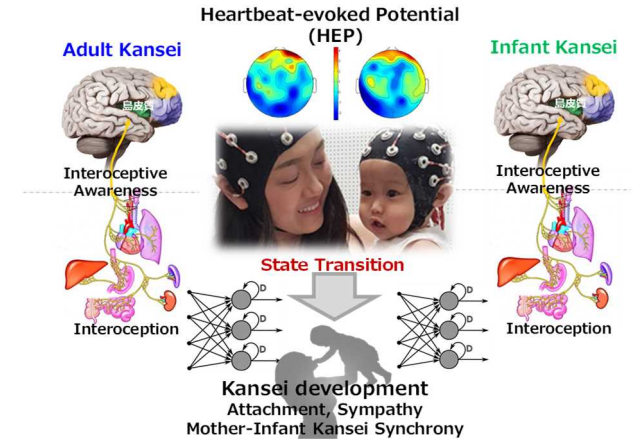 Heartbeat-evoked Potential
(HEP)
Adult Kansei
Infant Kansei
島皮質
島皮質
Interoceptive
Awareness
Interoceptive
Awareness
State Transition
Interoception
Interoception
D
D
D
D
D
D
Kansei development
Attachment, Sympathy
Mother-Infant Kansei Synchrony